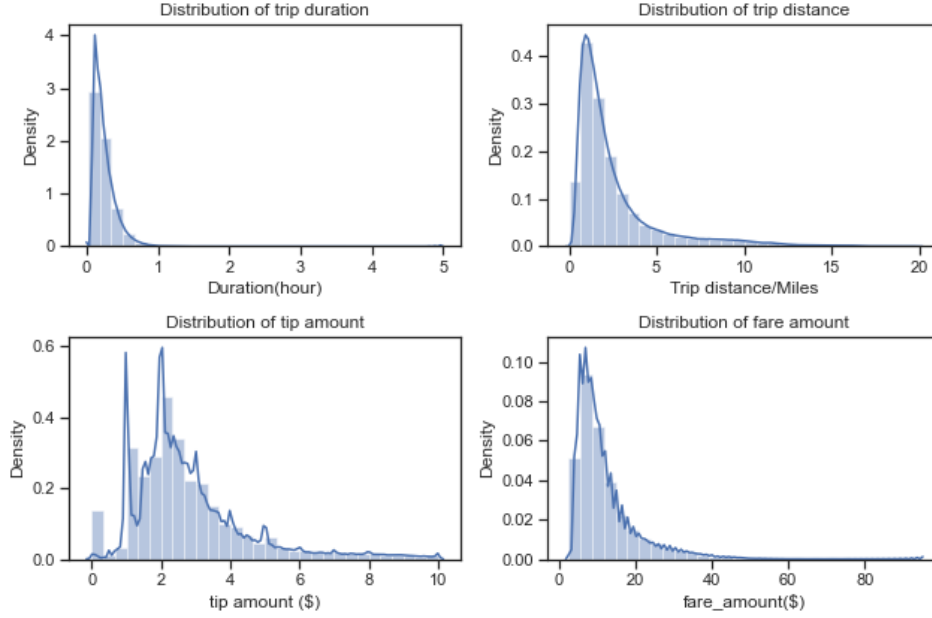 Distribution of trip duration
4
3
2
1
0
Density
0 1 2 3 4 5
Duration(hour)
Distribution of trip distance
0.4
0.3
0.2
0.1
0.0
Density
0 5 10 15 20
Trip distance/Miles
Distribution of tip amount
0.6
0.4
0.2
0.0
Density
0 2 4 6 8 10
tip amount ($)
Distribution of fare amount
0.10
0.08
0.06
0.04
0.02
0.00
Density
0 20 40 60 80
fare_amount($)